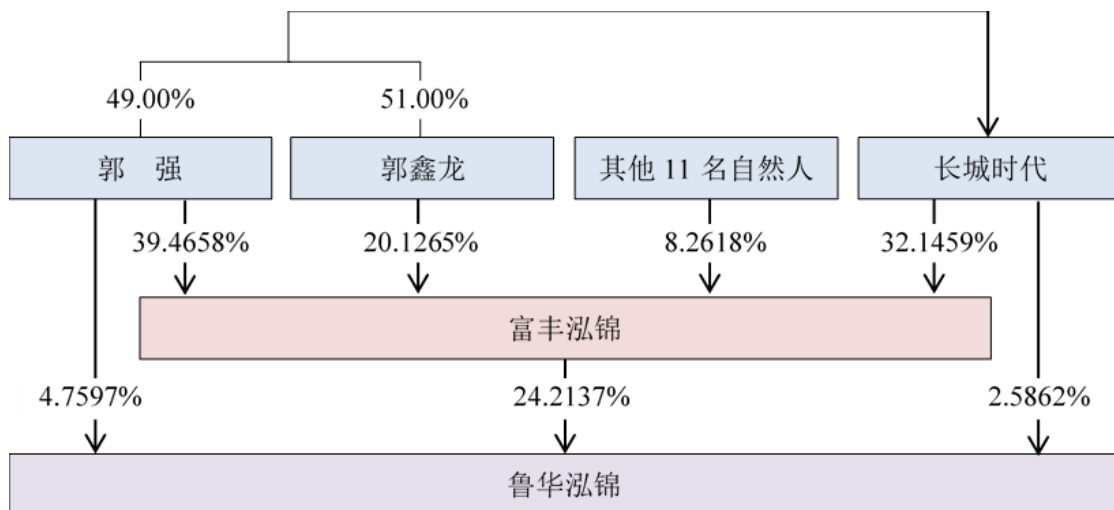 49.00% 51.00%
郭 强 郭鑫龙 其他 11 名自然人 长城时代
39.4658% 20.1265% 8.2618% 32.1459%
富丰泓锦
4.7597% 24.2137% 2.5862%
鲁华泓锦